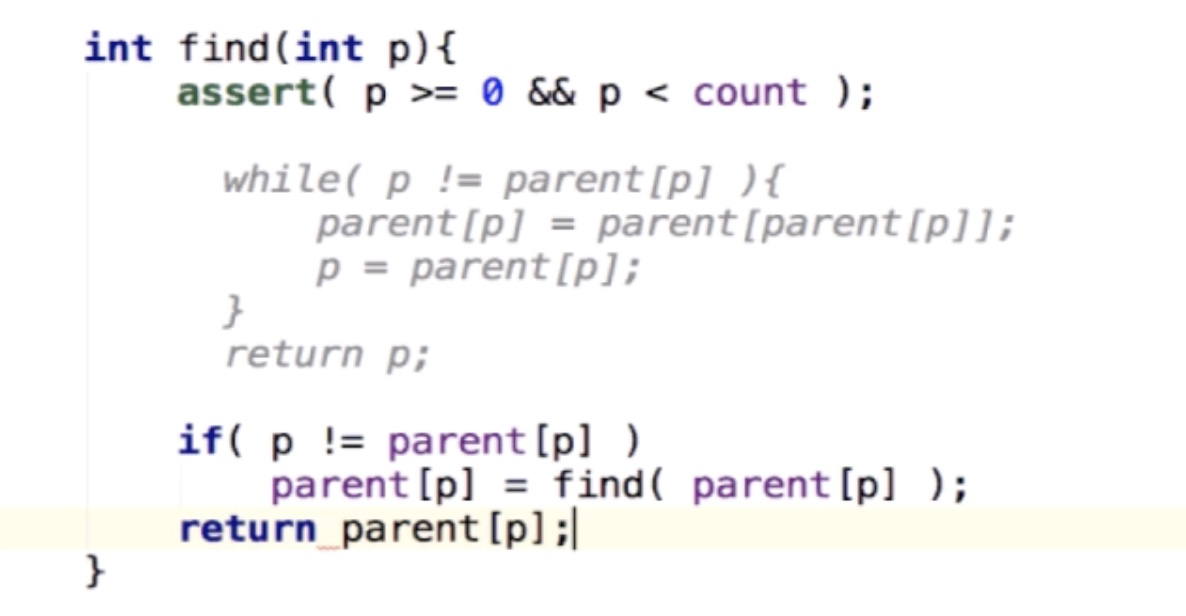 int find(int p){
assert( p >= 0 && p < count );
while( p != parent[p] ){
parent[p] = parent[parent[p]];
p = parent[p];
}
return p;
if( p != parent[p] )
parent[p] = find( parent[p] );
return parent[p];
}